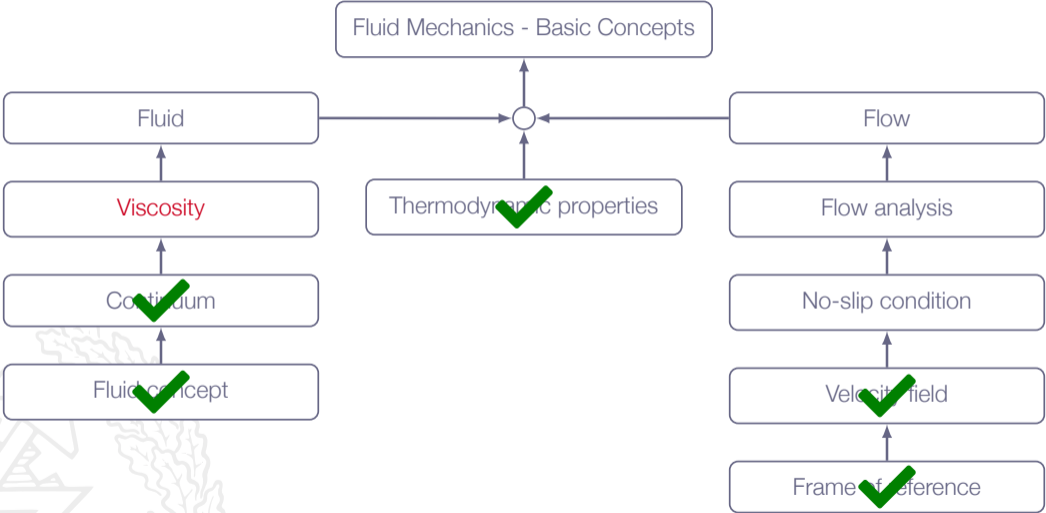 Fluid Mechanics - Basic Concepts
Fluid
Flow
Viscosity
Thermodynamic properties
Flow analysis
Continuum
No-slip condition
Fluid concept
Velocity field
Frame of reference